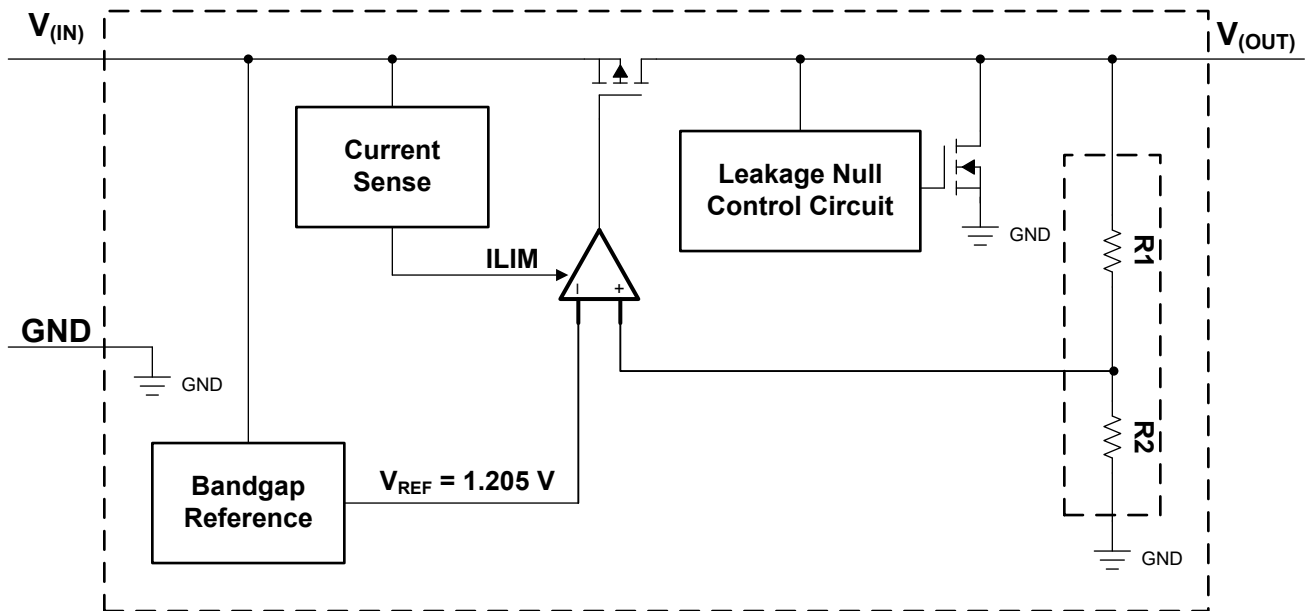 V(IN)
V(OUT)
Current
Sense
Leakage Null
Control Circuit
GND
R1
ILIM
- +
GND
GND
R2
Bandgap
Reference
VREF = 1.205 V
GND